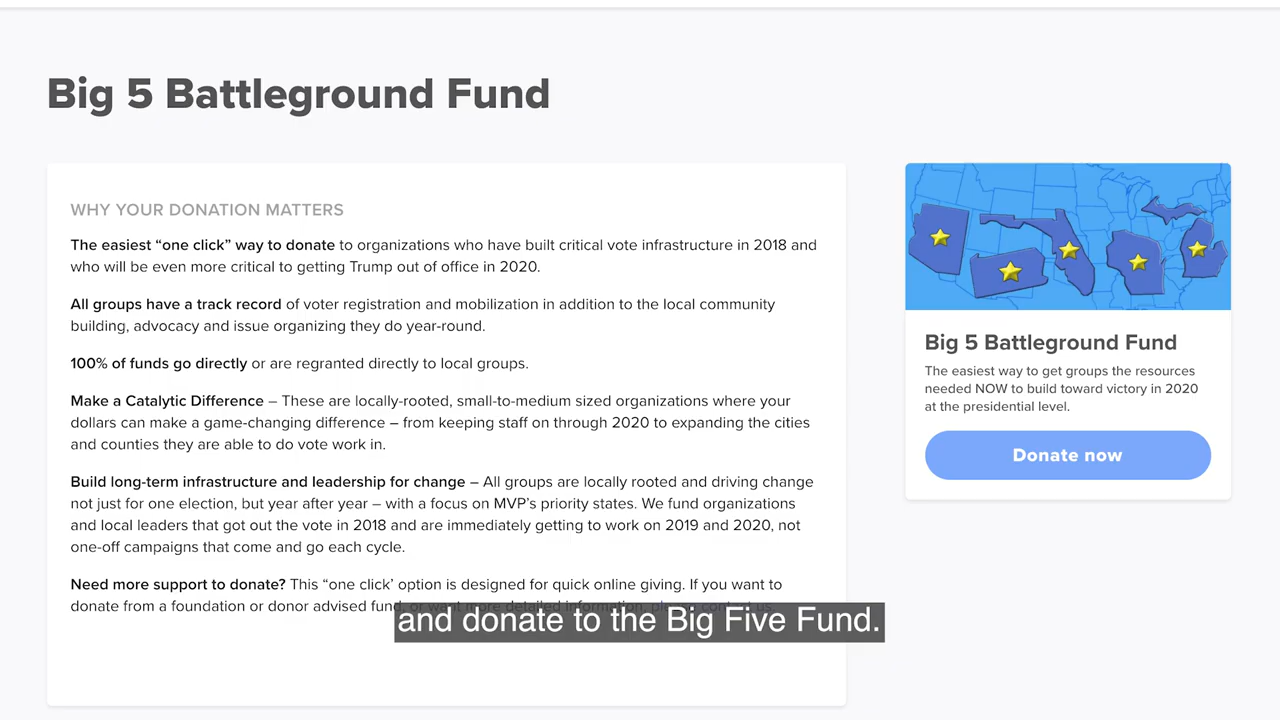 Big 5 Battleground Fund
WHY YOUR DONATION MATTERS
The easiest “one click” way to donate to organizations who have built critical vote infrastructure in 2018 and
who will be even more critical to getting Trump out of office in 2020.
All groups have a track record of voter registration and mobilization in addition to the local community
building, advocacy and issue organizing they do year-round.
100% of funds go directly or are regranted directly to local groups.
Make a Catalytic Difference – These are locally-rooted, small-to-medium sized organizations where your
dollars can make a game-changing difference – from keeping staff on through 2020 to expanding the cities
and counties they are able to do vote work in.
Build long-term infrastructure and leadership for change – All groups are locally rooted and driving change
not just for one election, but year after year – with a focus on MVP’s priority states. We fund organizations
and local leaders that got out the vote in 2018 and are immediately getting to work on 2019 and 2020, not
one-off campaigns that come and go each cycle.
Need more support to donate? This “one click’ option is designed for quick online giving. If you want to
donate from a foundation or donor advised fund, or want more detailed information, please contact us.
Big 5 Battleground Fund
The easiest way to get groups the resources
needed NOW to build toward victory in 2020
at the presidential level.
Donate now
and donate to the Big Five Fund.